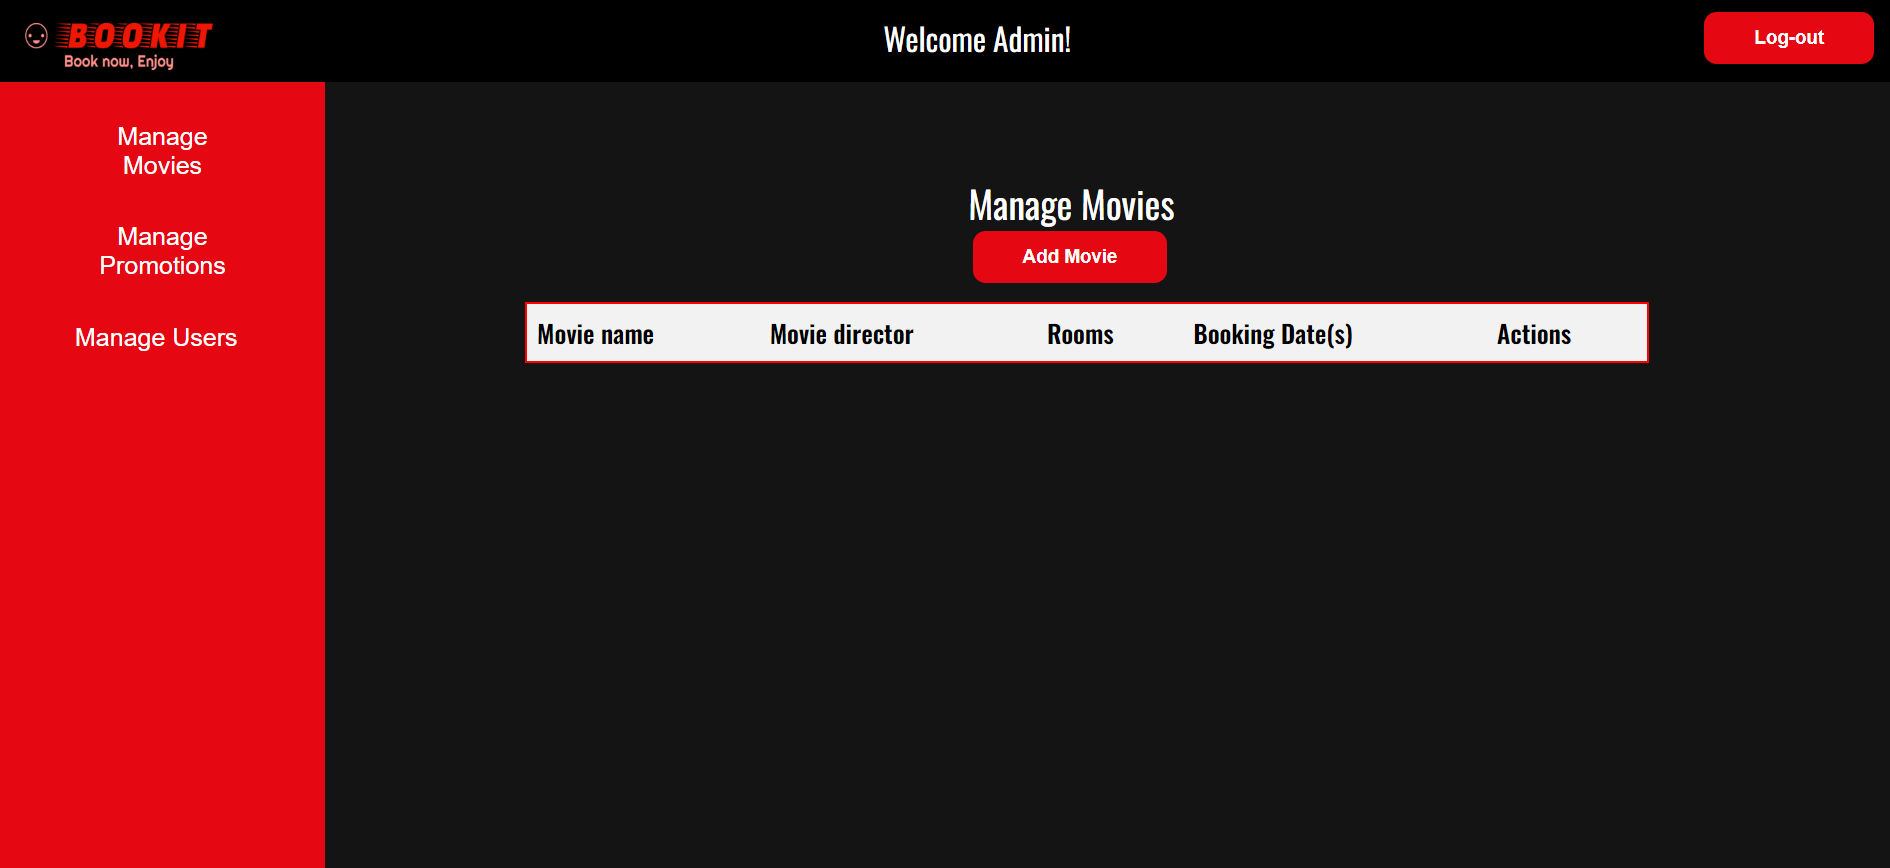 BOOKIT
Book now, Enjoy
Welcome Admin!
Log-out
Manage
Movies
Manage
Promotions
Manage Users
Manage Movies
Add Movie
Movie name Movie director Rooms Booking Date(s) Actions